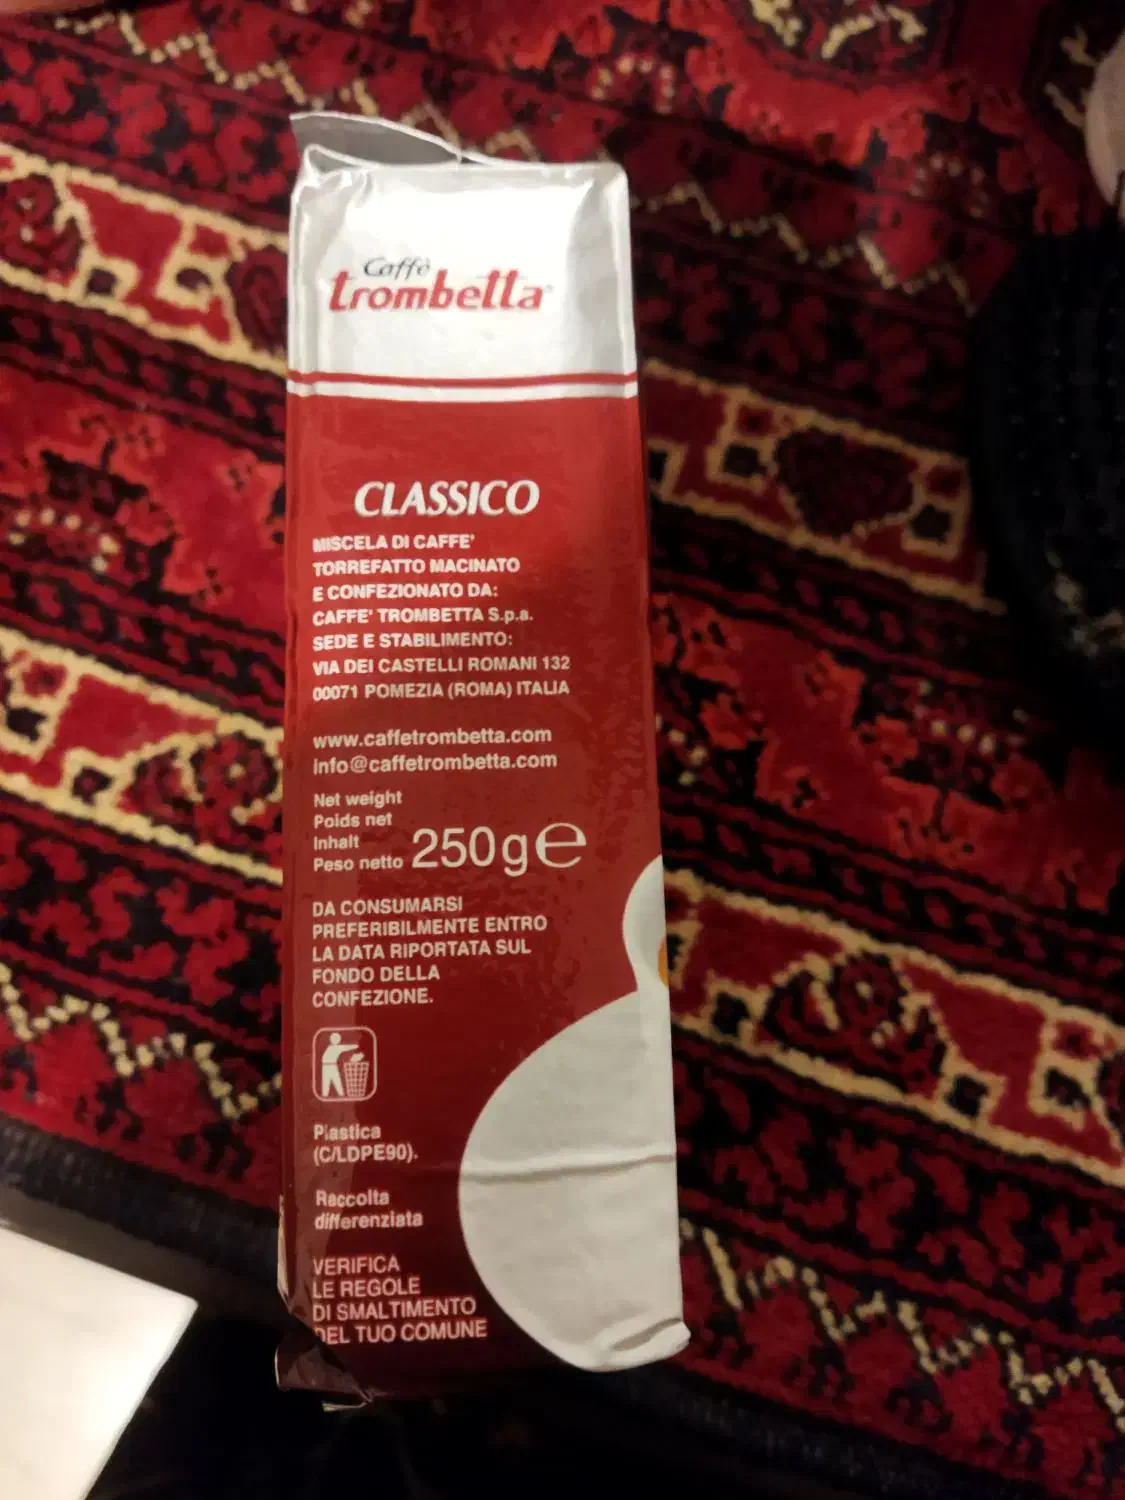 Caffè
trombetta
CLASSICO
MISCELA DI CAFFE'
TORREFATTO MACINATO
E CONFEZIONATO DA:
CAFFE' TROMBETTA S.p.a.
SEDE E STABILIMENTO:
VIA DEI CASTELLI ROMANI 132
00071 POMEZIA (ROMA) ITALIA
www.caffetrombetta.com
info@caffetrombetta.com
Net weight
Poids net
Inhalt
Peso netto 250g℮
DA CONSUMARSI
PREFERIBILMENTE ENTRO
LA DATA RIPORTATA SUL
FONDO DELLA
CONFEZIONE.
Plastica
(C/LDPE90).
Raccolta
differenziata
VERIFICA
LE REGOLE
DI SMALTIMENTO
DEL TUO COMUNE